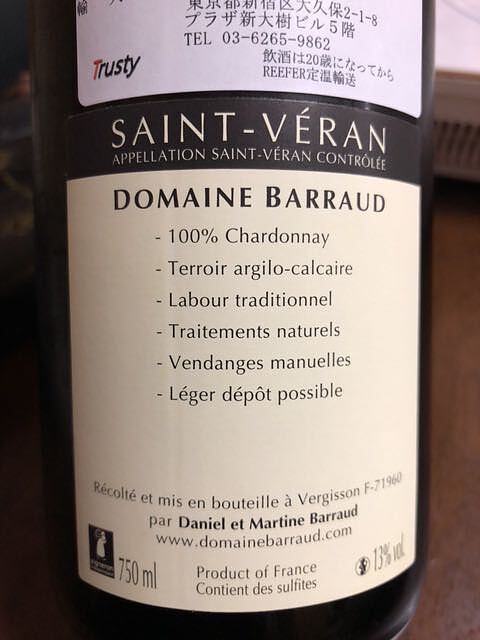 東京都新宿区大久保2-1-8
プラザ新大樹ビル5階
TEL 03-6265-9862
Trusty
飲酒は20歳になってから
REEFER定温輸送
SAINT-VÉRAN
APPELLATION SAINT-VÉRAN CONTRÔLÉE
DOMAINE BARRAUD
- 100% Chardonnay
- Terroir argilo-calcaire
- Labour traditionnel
- Traitements naturels
- Vendanges manuelles
- Léger dépôt possible
Récolté et mis en bouteille à Vergisson F-71960
par Daniel et Martine Barraud
www.domainebarraud.com
750 ml
Product of France
Contient des sulfites
13% vol.